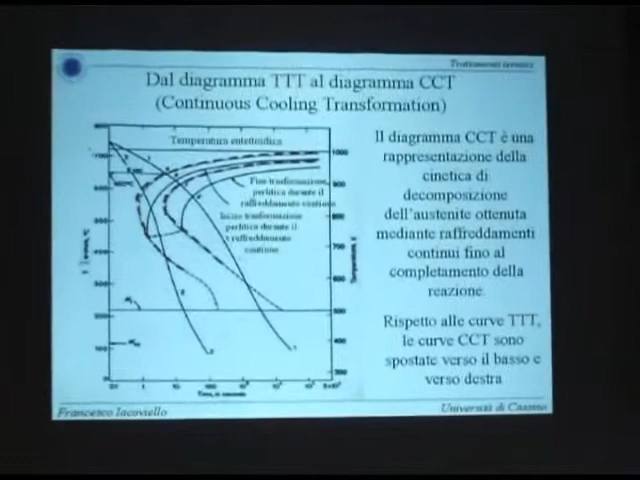 Trattamenti termici
Dal diagramma TTT al diagramma CCT
(Continuous Cooling Transformation)
Temperatura eutettoidica
Fine trasformazione
perlitica durante il
raffreddamento continuo
Inizio trasformazione
perlitica durante il
raffreddamento
continuo
Il diagramma CCT è una
rappresentazione della
cinetica di
decomposizione
dell'austenite ottenuta
mediante raffreddamenti
continui fino al
completamento della
reazione.
Rispetto alle curve TTT,
le curve CCT sono
spostate verso il basso e
verso destra
Francesco Iacoviello
Università di Cassino